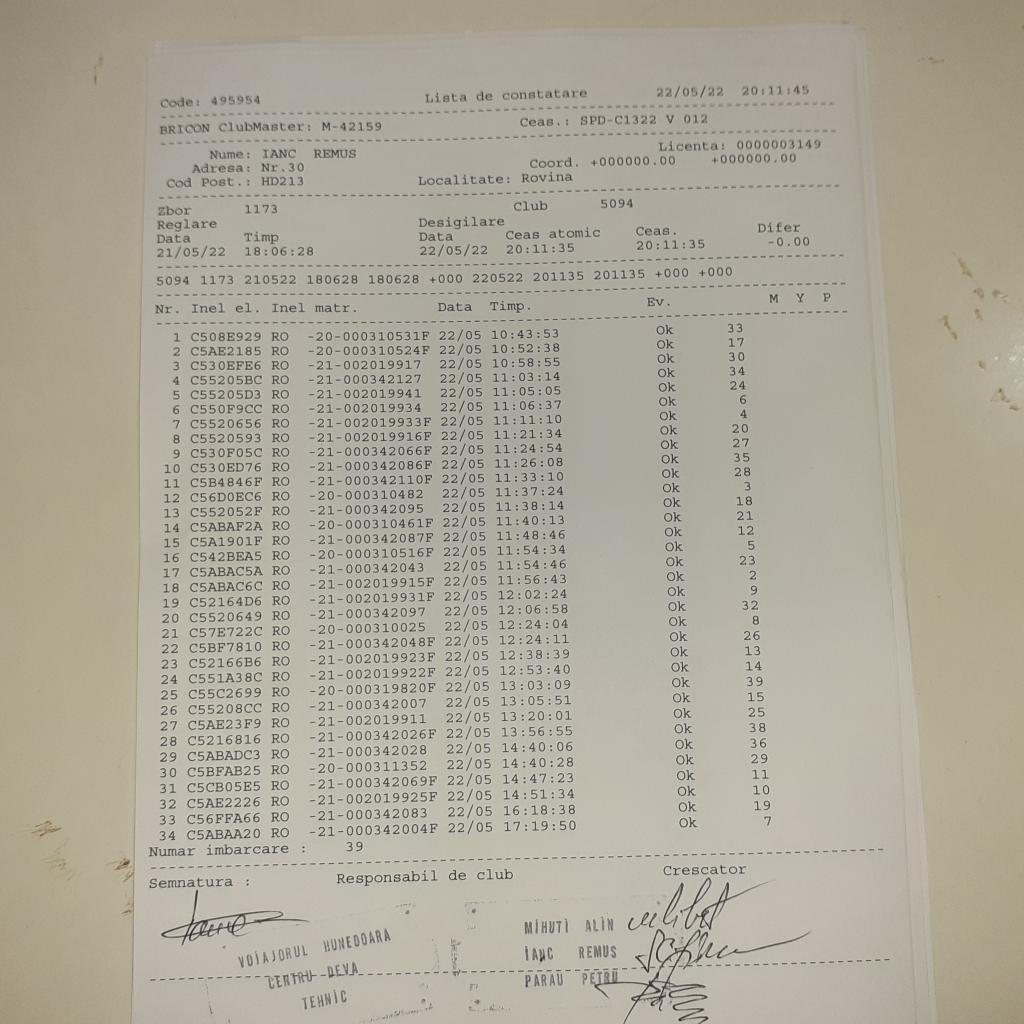 Code: 495954 Lista de constatare 22/05/22 20:11:45
BRICON ClubMaster: M-42159 Ceas.: SPD-C1322 V 012
Nume: IANC REMUS Licenta: 0000003149
Adresa: Nr.30 Coord. +000000.00 +000000.00
Cod Post.: HD213 Localitate: Rovina
Zbor 1173 Club 5094
Reglare Desigilare
Data Timp Data Ceas atomic Ceas. Difer
21/05/22 18:06:28 22/05/22 20:11:35 20:11:35 -0.00
5094 1173 210522 180628 180628 +000 220522 201135 201135 +000 +000
Nr. Inel el. Inel matr. Data Timp. Ev. M Y P
1 C508E929 RO -20-000310531F 22/05 10:43:53 Ok 33
2 C5AE2185 RO -20-000310524F 22/05 10:52:38 Ok 17
3 C530EFE6 RO -21-002019917 22/05 10:58:55 Ok 30
4 C55205BC RO -21-000342127 22/05 11:03:14 Ok 34
5 C55205D3 RO -21-002019941 22/05 11:05:05 Ok 24
6 C550F9CC RO -21-002019934 22/05 11:06:37 Ok 6
7 C5520656 RO -21-002019933F 22/05 11:11:10 Ok 4
8 C5520593 RO -21-002019916F 22/05 11:21:34 Ok 20
9 C530F05C RO -21-000342066F 22/05 11:24:54 Ok 27
10 C530ED76 RO -21-000342086F 22/05 11:26:08 Ok 35
11 C5B4846F RO -21-000342110F 22/05 11:33:10 Ok 28
12 C56D0EC6 RO -20-000310482 22/05 11:37:24 Ok 3
13 C552052F RO -21-000342095 22/05 11:38:14 Ok 18
14 C5ABAF2A RO -20-000310461F 22/05 11:40:13 Ok 21
15 C5A1901F RO -21-000342087F 22/05 11:48:46 Ok 12
16 C542BEA5 RO -20-000310516F 22/05 11:54:34 Ok 5
17 C5ABAC5A RO -21-000342043 22/05 11:54:46 Ok 23
18 C5ABAC6C RO -21-002019915F 22/05 11:56:43 Ok 2
19 C52164D6 RO -21-002019931F 22/05 12:02:24 Ok 9
20 C5520649 RO -21-000342097 22/05 12:06:58 Ok 32
21 C57E722C RO -20-000310025 22/05 12:24:04 Ok 8
22 C5BF7810 RO -21-000342048F 22/05 12:24:11 Ok 26
23 C52166B6 RO -21-002019923F 22/05 12:38:39 Ok 13
24 C551A38C RO -21-002019922F 22/05 12:53:40 Ok 14
25 C55C2699 RO -20-000319820F 22/05 13:03:09 Ok 39
26 C55208CC RO -21-000342007 22/05 13:05:51 Ok 15
27 C5AE23F9 RO -21-002019911 22/05 13:20:01 Ok 25
28 C5216816 RO -21-000342026F 22/05 13:56:55 Ok 38
29 C5ABADC3 RO -21-000342028 22/05 14:40:06 Ok 36
30 C5BFAB25 RO -20-000311352 22/05 14:40:28 Ok 29
31 C5CB05E5 RO -21-000342069F 22/05 14:47:23 Ok 11
32 C5AE2226 RO -21-002019925F 22/05 14:51:34 Ok 10
33 C56FFA66 RO -21-000342083 22/05 16:18:38 Ok 19
34 C5ABAA20 RO -21-000342004F 22/05 17:19:50 Ok 7
Numar imbarcare : 39
Semnatura : Responsabil de club Crescator
VOIAJORUL HUNEDOARA
CERTRU DEVA
TEHNIC
MIHUTI ALIN
IANC REMUS
PARAU PETRU